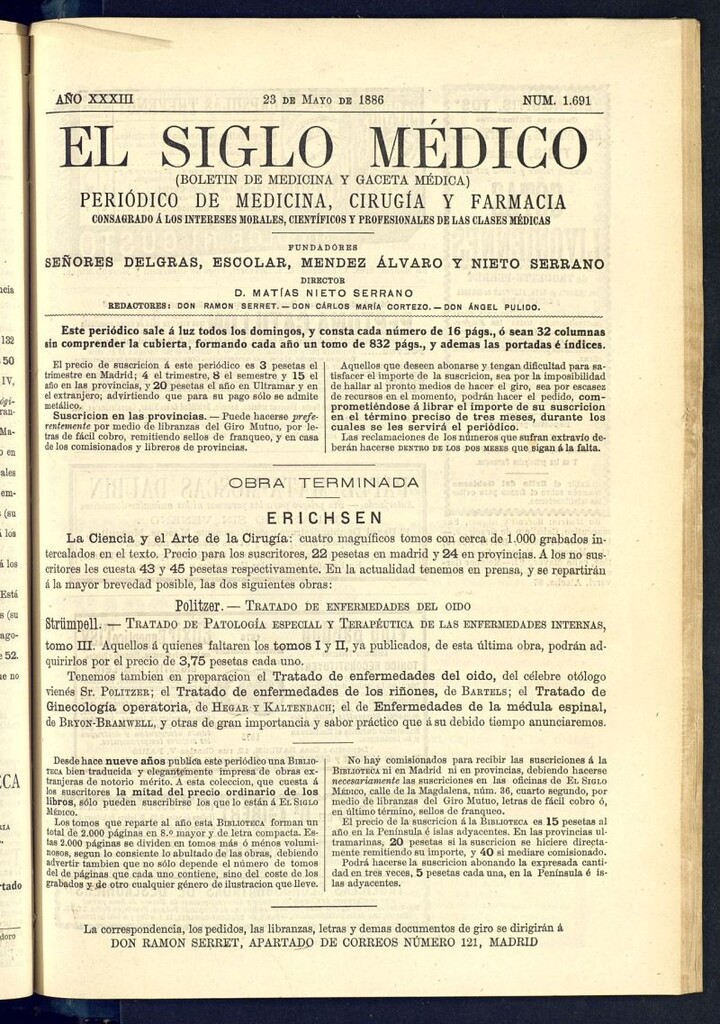 AÑO XXXIII
23 DE MAYO DE 1886
NUM. 1.691
EL SIGLO MÉDICO
(BOLETIN DE MEDICINA Y GACETA MÉDICA)
PERIÓDICO DE MEDICINA, CIRUGÍA Y FARMACIA
CONSAGRADO Á LOS INTERESES MORALES, CIENTÍFICOS Y PROFESIONALES DE LAS CLASES MÉDICAS
FUNDADORES
SEÑORES DELGRAS, ESCOLAR, MENDEZ ÁLVARO Y NIETO SERRANO
DIRECTOR
D. MATÍAS NIETO SERRANO
REDACTORES: DON RAMON SERRET.—DON CÁRLOS MARÍA CORTEZO.—DON ÁNGEL PULIDO.
Este periódico sale á luz todos los domingos, y consta cada número de 16 págs., ó sean 32 columnas
sin comprender la cubierta, formando cada año un tomo de 832 págs., y ademas las portadas é índices.
El precio de suscricion á este periódico es 3 pesetas el
trimestre en Madrid; 4 el trimestre, 8 el semestre y 15 el
año en las provincias, y 20 pesetas el año en Ultramar y en
el extranjero; advirtiendo que para su pago sólo se admite
metálico.
Suscricion en las provincias.—Puede hacerse prefe-
rentemente por medio de libranzas del Giro Mutuo, por le-
tras de fácil cobro, remitiendo sellos de franqueo, y en casa
de los comisionados y libreros de provincias.
Aquellos que deseen abonarse y tengan dificultad para sa-
tisfacer el importe de la suscricion, sea por la imposibilidad
de hallar al pronto medios de hacer el giro, sea por escasez
de recursos en el momento, podrán hacer el pedido, com-
prometiéndose á librar el importe de su suscricion
en el término preciso de tres meses, durante los
cuales se les servirá el periódico.
Las reclamaciones de los números que sufran extravío de-
berán hacerse DENTRO DE LOS DOS MESES que sigan á la falta.
OBRA TERMINADA
ERICHSEN
La Ciencia y el Arte de la Cirugía: cuatro magníficos tomos con cerca de 1.000 grabados in-
tercalados en el texto. Precio para los suscritores, 22 pesetas en madrid y 24 en provincias. A los no sus-
critores les cuesta 43 y 45 pesetas respectivamente. En la actualidad tenemos en prensa, y se repartirán
á la mayor brevedad posible, las dos siguientes obras:
Politzer.—TRATADO DE ENFERMEDADES DEL OIDO
Strümpell.—TRATADO DE PATOLOGÍA ESPECIAL Y TERAPÉUTICA DE LAS ENFERMEDADES INTERNAS,
tomo III. Aquellos á quienes faltaren los tomos I y II, ya publicados, de esta última obra, podrán ad-
quirirlos por el precio de 3,75 pesetas cada uno.
Tenemos tambien en preparacion el Tratado de enfermedades del oido, del célebre otólogo
vienés Sr. POLITZER; el Tratado de enfermedades de los riñones, de BARTELS; el Tratado de
Ginecología operatoria, de HEGAR Y KALTENBACH; el de Enfermedades de la médula espinal,
de BRYON-BRAMWELL, y otras de gran importancia y sabor práctico que á su debido tiempo anunciaremos.
Desde hace nueve años publica este periódico una BIBLIO-
TECA bien traducida y elegantemente impresa de obras ex-
tranjeras de notorio mérito. A esta coleccion, que cuesta á
los suscritores la mitad del precio ordinario de los
libros, sólo pueden suscribirse los que lo están á EL SIGLO
MÉDICO.
Los tomos que reparte al año esta BIBLIOTECA forman un
total de 2.000 páginas en 8.º mayor y de letra compacta. Es-
tas 2.000 páginas se dividen en tomos más ó ménos volumi-
nosos, segun lo consiente lo abultado de las obras, debiendo
advertir tambien que no sólo depende el número de tomos
del de páginas que cada uno contiene, sino del coste de los
grabados y de otro cualquier género de ilustracion que lleve.
No hay comisionados para recibir las suscriciones á la
BIBLIOTECA ni en Madrid ni en provincias, debiendo hacerse
necesariamente las suscriciones en las oficinas de EL SIGLO
MÉDICO, calle de la Magdalena, núm. 36, cuarto segundo, por
medio de libranzas del Giro Mutuo, letras de fácil cobro ó,
en último término, sellos de franqueo.
El precio de la suscricion á la BIBLIOTECA es 15 pesetas al
año en la Península é islas adyacentes. En las provincias ul-
tramarinas, 20 pesetas si la suscricion se hiciere directa-
mente remitiendo su importe, y 40 si mediare comisionado.
Podrá hacerse la suscricion abonando la expresada canti-
dad en tres veces, 5 pesetas cada una, en la Península é is-
las adyacentes.
La correspondencia, los pedidos, las libranzas, letras y demas documentos de giro se dirigirán á
DON RAMON SERRET, APARTADO DE CORREOS NÚMERO 121, MADRID